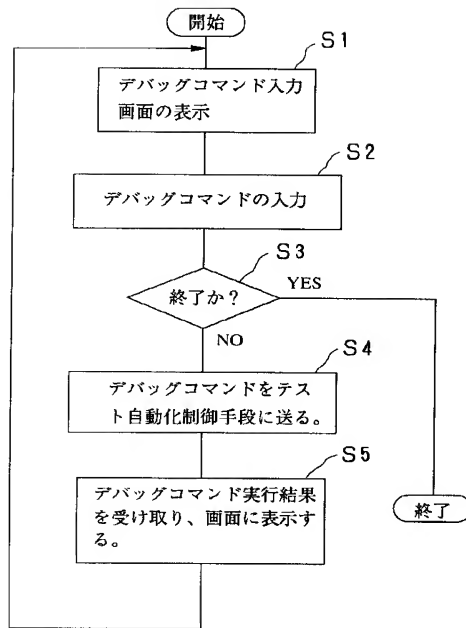 開始
S1
デバッグコマンド入力
画面の表示
S2
デバッグコマンドの入力
S3
終了か？
YES
NO
S4
デバッグコマンドをテス
ト自動化制御手段に送る。
S5
デバッグコマンド実行結果
を受け取り、画面に表示す
る。
終了